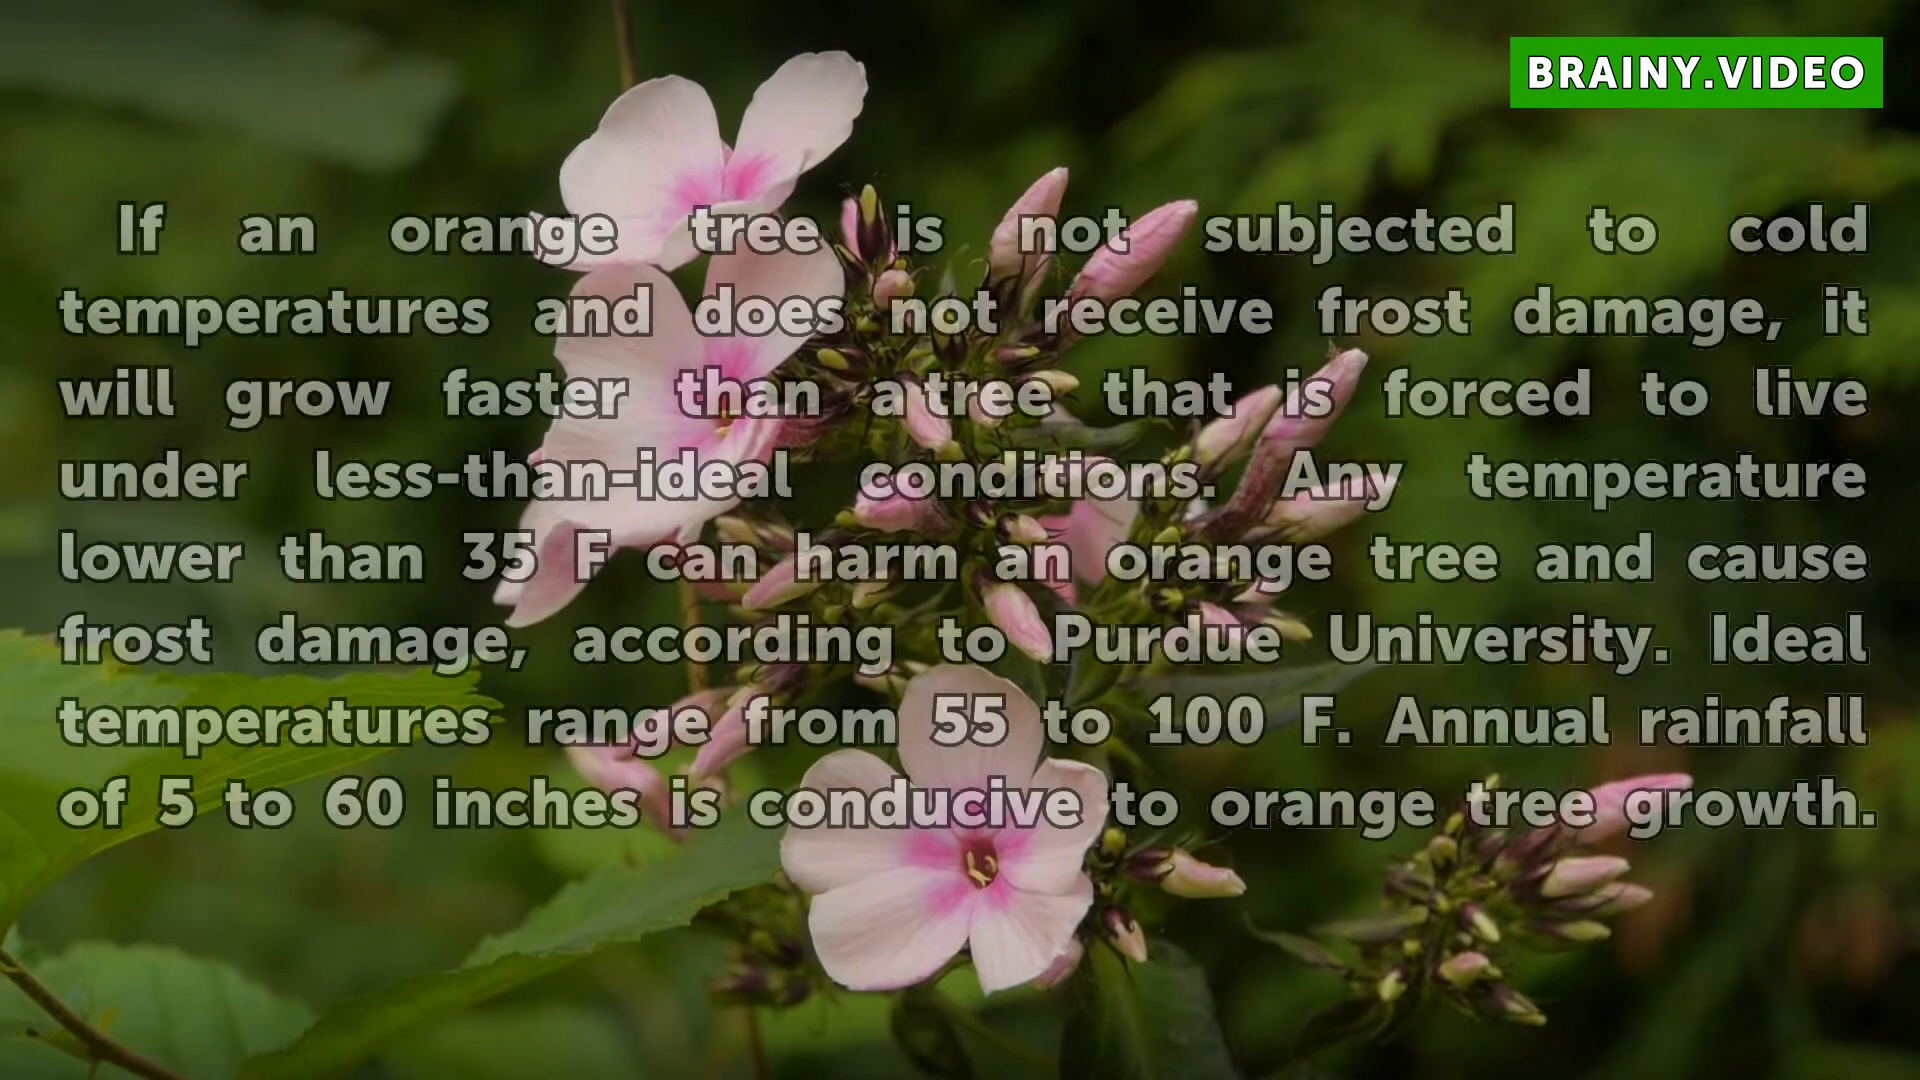 BRAINY.VIDEO
If an orange tree is not subjected to cold
temperatures and does not receive frost damage, it
will grow faster than a tree that is forced to live
under less-than-ideal conditions. Any temperature
lower than 35 F can harm an orange tree and cause
frost damage, according to Purdue University. Ideal
temperatures range from 55 to 100 F. Annual rainfall
of 5 to 60 inches is conducive to orange tree growth.